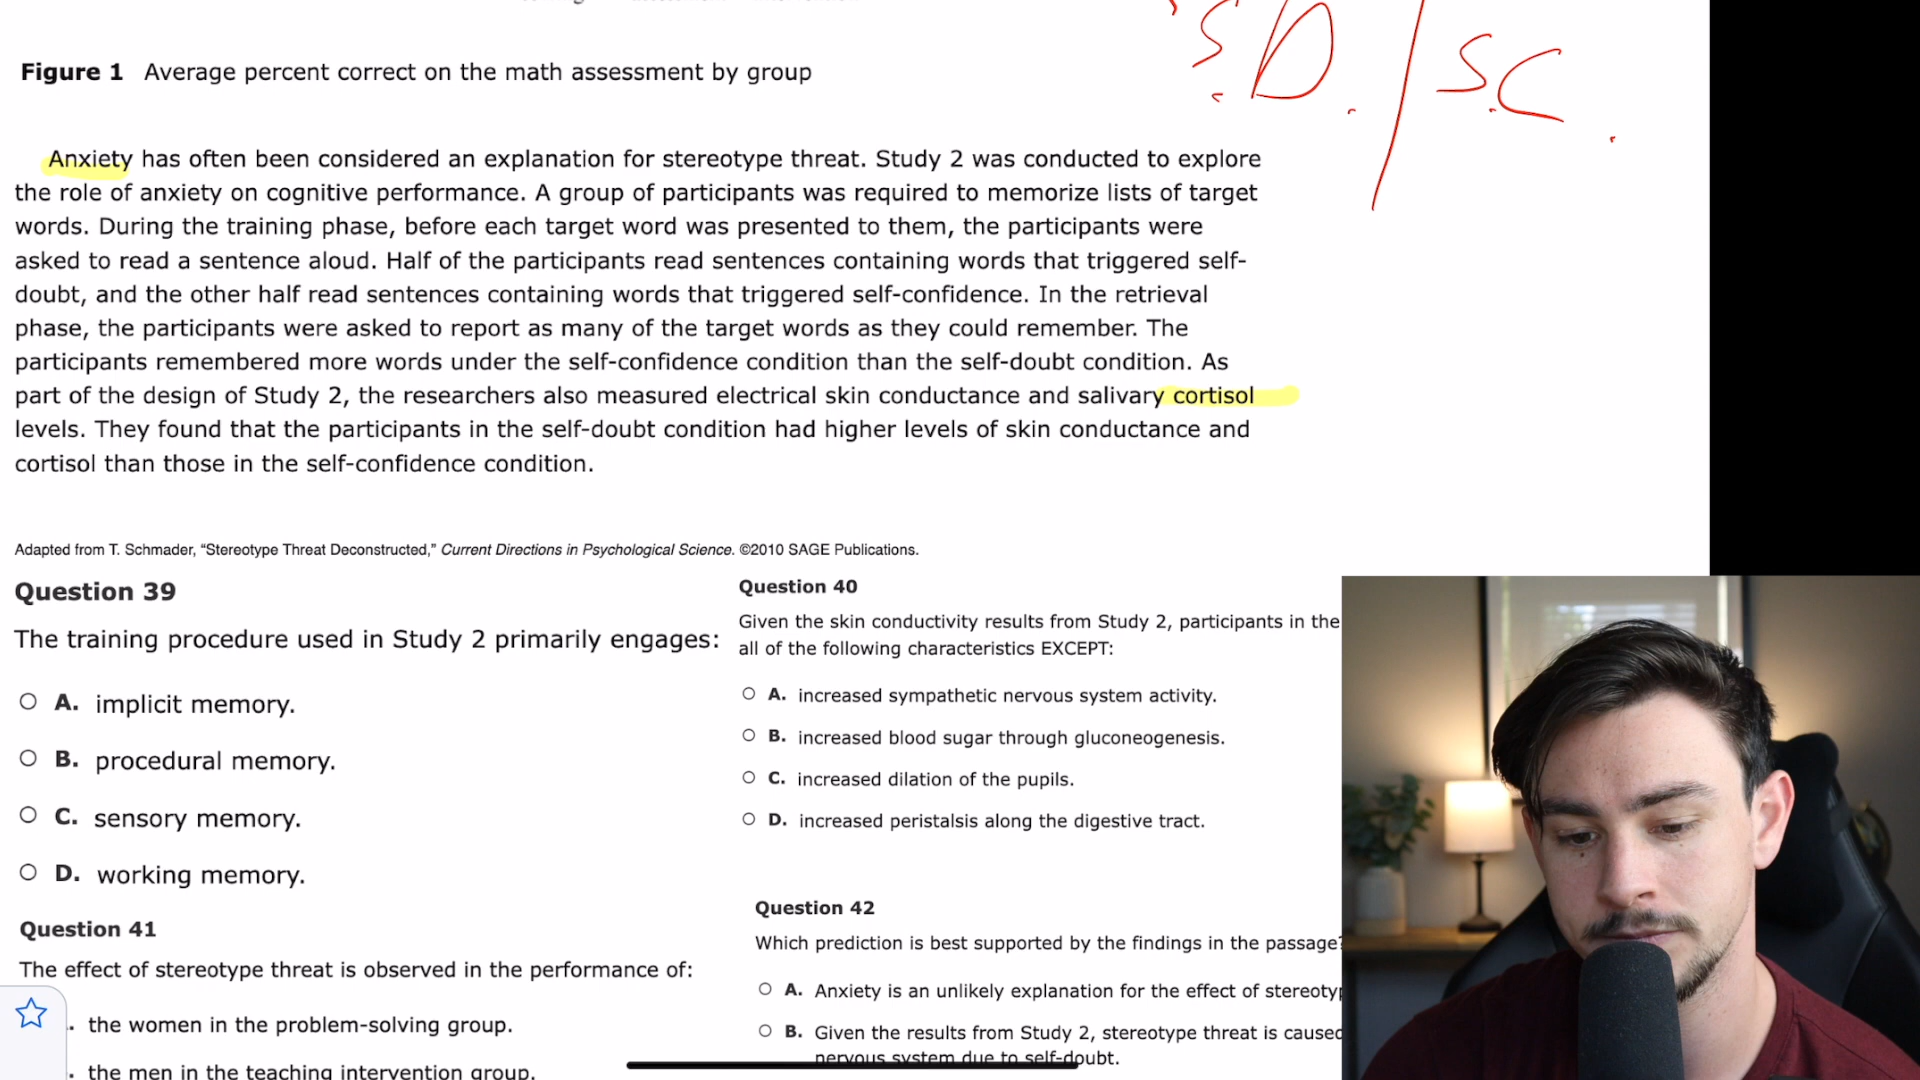 Figure 1 Average percent correct on the math assessment by group
S.D. / S.C.
Anxiety has often been considered an explanation for stereotype threat. Study 2 was conducted to explore
the role of anxiety on cognitive performance. A group of participants was required to memorize lists of target
words. During the training phase, before each target word was presented to them, the participants were
asked to read a sentence aloud. Half of the participants read sentences containing words that triggered self-
doubt, and the other half read sentences containing words that triggered self-confidence. In the retrieval
phase, the participants were asked to report as many of the target words as they could remember. The
participants remembered more words under the self-confidence condition than the self-doubt condition. As
part of the design of Study 2, the researchers also measured electrical skin conductance and salivary cortisol
levels. They found that the participants in the self-doubt condition had higher levels of skin conductance and
cortisol than those in the self-confidence condition.
Adapted from T. Schmader, “Stereotype Threat Deconstructed,” Current Directions in Psychological Science. ©2010 SAGE Publications.
Question 39
The training procedure used in Study 2 primarily engages:
A. implicit memory.
B. procedural memory.
C. sensory memory.
D. working memory.
Question 40
Given the skin conductivity results from Study 2, participants in the
all of the following characteristics EXCEPT:
A. increased sympathetic nervous system activity.
B. increased blood sugar through gluconeogenesis.
C. increased dilation of the pupils.
D. increased peristalsis along the digestive tract.
Question 41
The effect of stereotype threat is observed in the performance of:
the women in the problem-solving group.
the men in the teaching intervention group.
Question 42
Which prediction is best supported by the findings in the passage?
A. Anxiety is an unlikely explanation for the effect of
B. Given the results from Study 2, stereotype threat is caused
nervous system due to self-doubt.